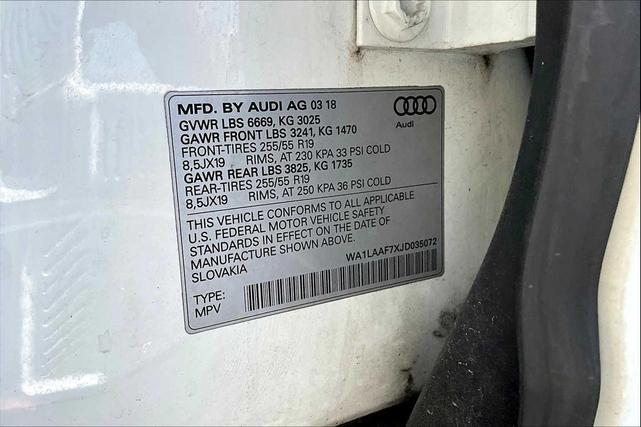 MFD. BY AUDI AG 03 18
GVWR LBS 6669, KG 3025
GAWR FRONT LBS 3241, KG 1470
FRONT-TIRES 255/55 R19
8,5JX19 RIMS, AT 230 KPA 33 PSI COLD
GAWR REAR LBS 3825, KG 1735
REAR-TIRES 255/55 R19
8,5JX19 RIMS, AT 250 KPA 36 PSI COLD
Audi
THIS VEHICLE CONFORMS TO ALL APPLICABLE
U.S. FEDERAL MOTOR VEHICLE SAFETY
STANDARDS IN EFFECT ON THE DATE OF
MANUFACTURE SHOWN ABOVE.
SLOVAKIA
WA1LAAF7XJD035072
TYPE:
MPV